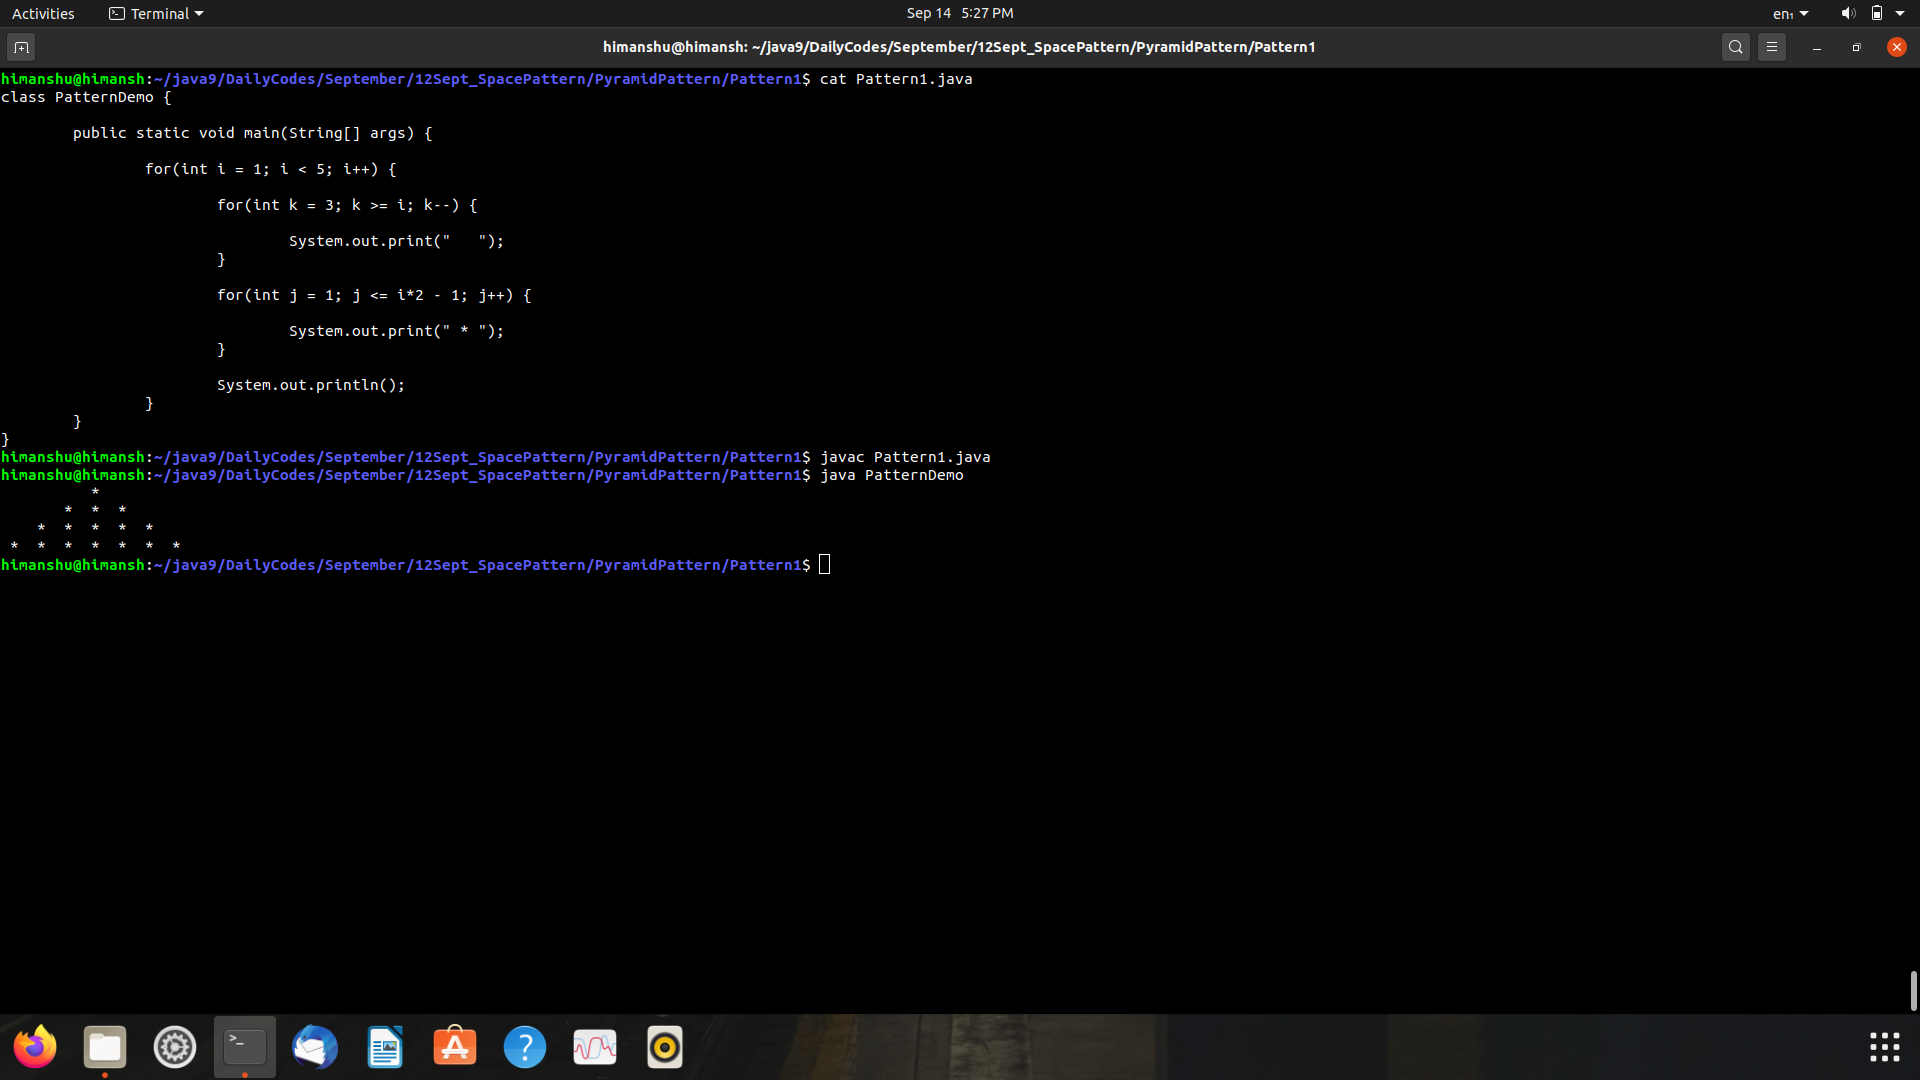 Activities Terminal Sep 14 5:27 PM en₁
himanshu@himansh: ~/java9/DailyCodes/September/12Sept_SpacePattern/PyramidPattern/Pattern1
himanshu@himansh:~/java9/DailyCodes/September/12Sept_SpacePattern/PyramidPattern/Pattern1$ cat Pattern1.java
class PatternDemo {
        public static void main(String[] args) {
                for(int i = 1; i < 5; i++) {
                        for(int k = 3; k >= i; k--) {
                                System.out.print("   ");
                        }
                        for(int j = 1; j <= i*2 - 1; j++) {
                                System.out.print(" * ");
                        }
                        System.out.println();
                }
        }
}
himanshu@himansh:~/java9/DailyCodes/September/12Sept_SpacePattern/PyramidPattern/Pattern1$ javac Pattern1.java
himanshu@himansh:~/java9/DailyCodes/September/12Sept_SpacePattern/PyramidPattern/Pattern1$ java PatternDemo
          *
       *  *  *
    *  *  *  *  *
 *  *  *  *  *  *  *
himanshu@himansh:~/java9/DailyCodes/September/12Sept_SpacePattern/PyramidPattern/Pattern1$